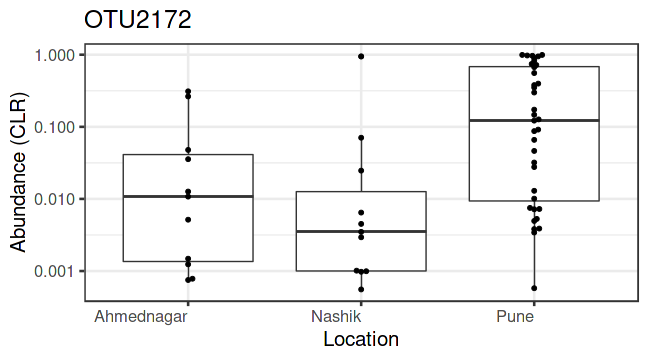 OTU2172
Abundance (CLR)
1.000
0.100
0.010
0.001
Ahmednagar
Nashik
Pune
Location